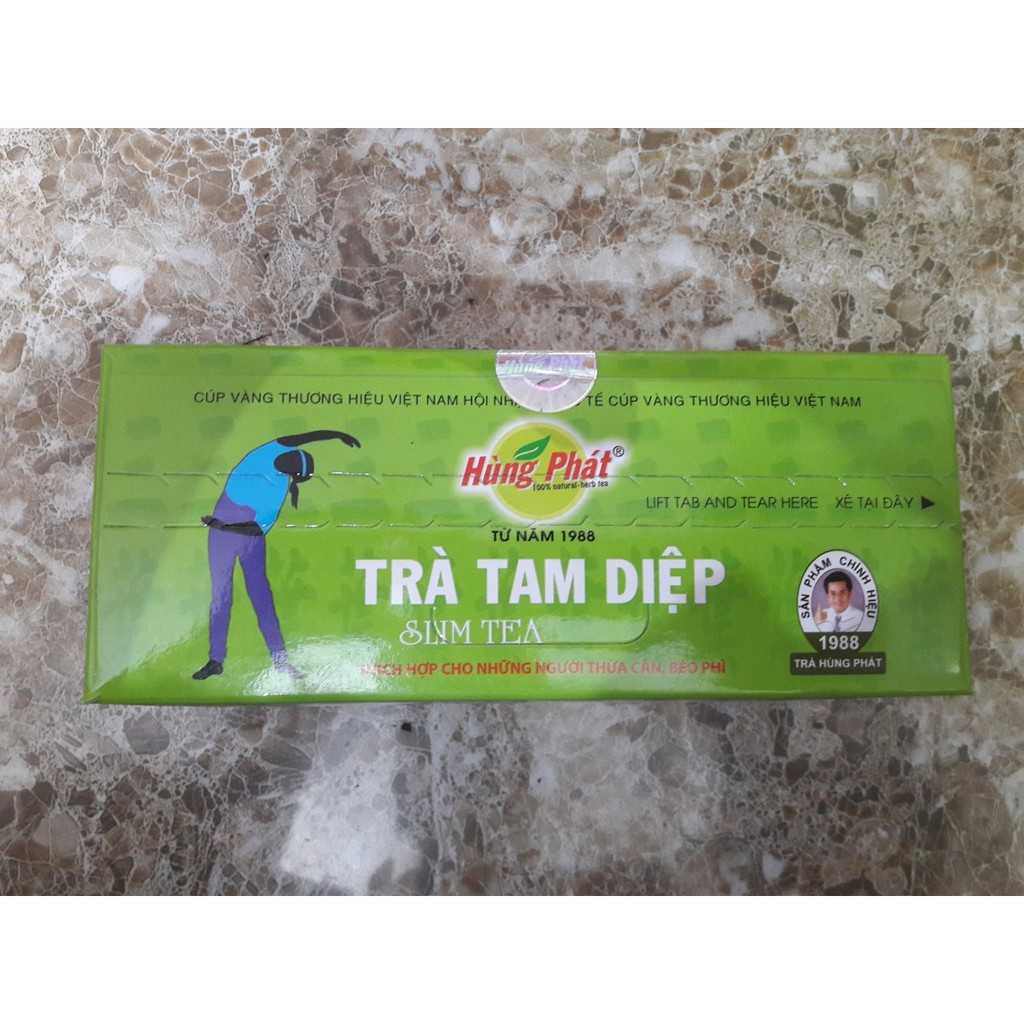 CÚP VÀNG THƯƠNG HIỆU VIỆT NAM HỘI TẾ CÚP VÀNG THƯƠNG HIỆU VIỆT NAM
Hùng Phát®
100% natural-herb tea
LIFT TAB AND TEAR HERE XÉ TẠI ĐÂY ▶
TỪ NĂM 1988
TRÀ TAM DIỆP
SLIM TEA
THÍCH HỢP CHO NHỮNG NGƯỜI THỪA CÂN, BÉO PHÌ
SẢN PHẨM CHÍNH HIỆU
1988
TRÀ HÙNG PHÁT